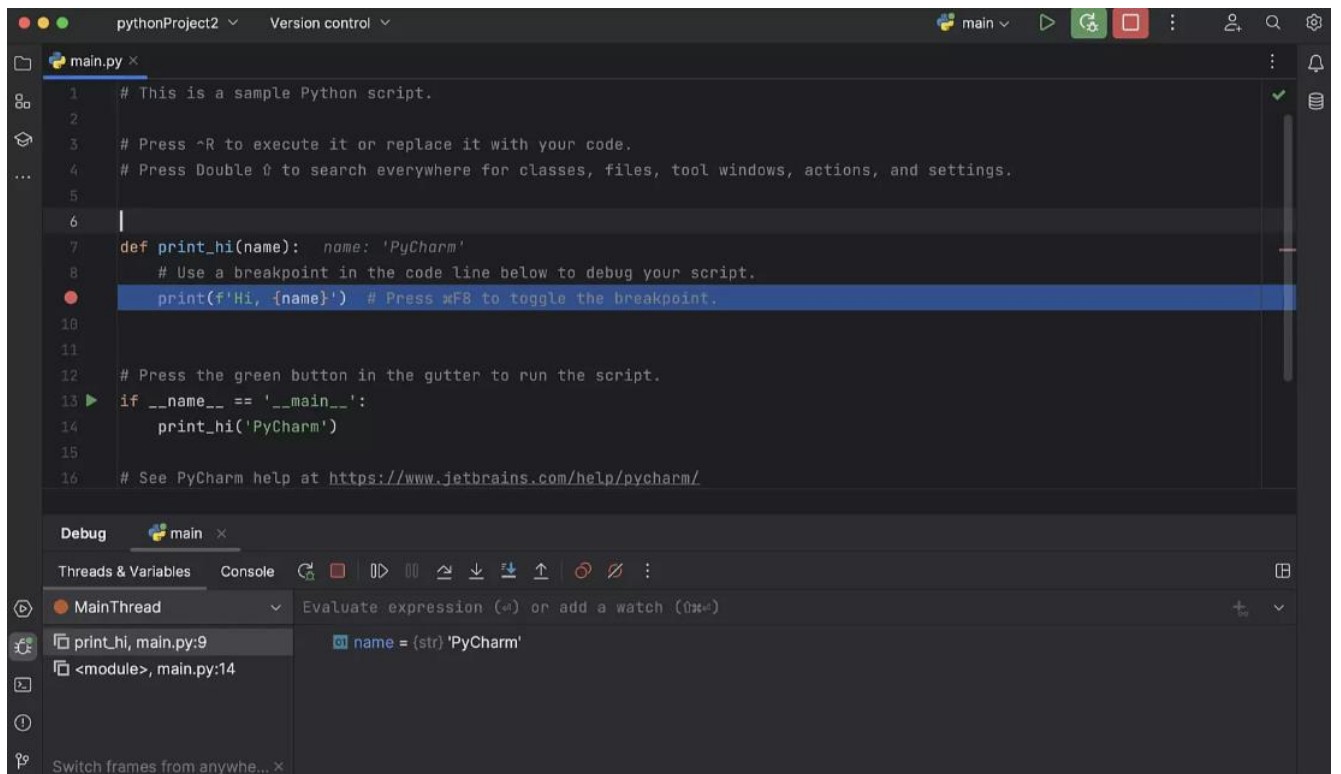 pythonProject2 Version control main
main.py
1 # This is a sample Python script.
2
3 # Press ⌃R to execute it or replace it with your code.
4 # Press Double ⇧ to search everywhere for classes, files, tool windows, actions, and settings.
5
6
7 def print_hi(name): name: 'PyCharm'
8 # Use a breakpoint in the code line below to debug your script.
print(f'Hi, {name}') # Press ⌘F8 to toggle the breakpoint.
10
11
12 # Press the green button in the gutter to run the script.
13 if __name__ == '__main__':
14 print_hi('PyCharm')
15
16 # See PyCharm help at https://www.jetbrains.com/help/pycharm/
Debug main
Threads & Variables Console
MainThread Evaluate expression (⏎) or add a watch (⇧⌘⏎)
print_hi, main.py:9 01 name = {str} 'PyCharm'
<module>, main.py:14
Switch frames from anywhe...